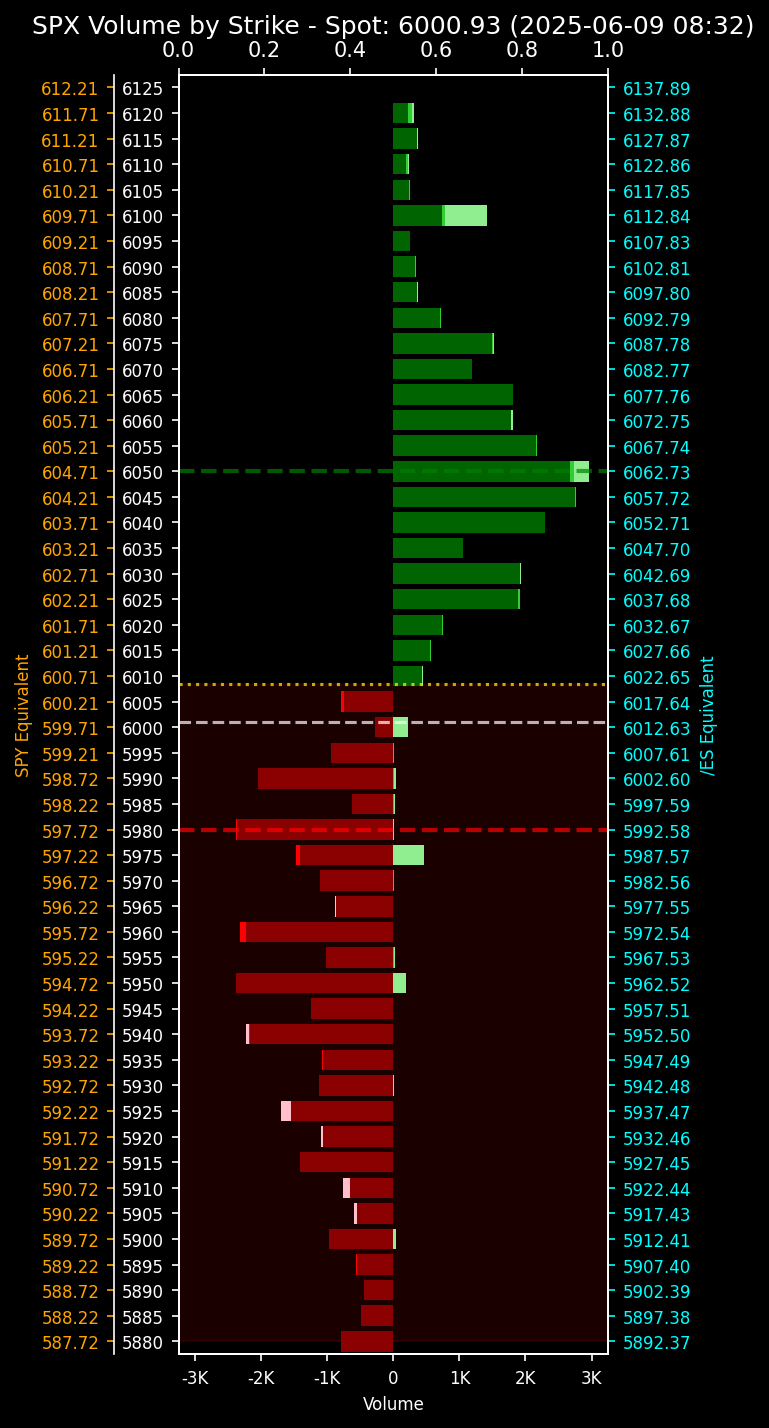 SPX Volume by Strike - Spot: 6000.93 (2025-06-09 08:32)
0.0 0.2 0.4 0.6 0.8 1.0
612.21 6125 6137.89
611.71 6120 6132.88
611.21 6115 6127.87
610.71 6110 6122.86
610.21 6105 6117.85
609.71 6100 6112.84
609.21 6095 6107.83
608.71 6090 6102.81
608.21 6085 6097.80
607.71 6080 6092.79
607.21 6075 6087.78
606.71 6070 6082.77
606.21 6065 6077.76
605.71 6060 6072.75
605.21 6055 6067.74
604.71 6050 6062.73
604.21 6045 6057.72
603.71 6040 6052.71
603.21 6035 6047.70
602.71 6030 6042.69
602.21 6025 6037.68
601.71 6020 6032.67
601.21 6015 6027.66
600.71 6010 6022.65
600.21 6005 6017.64
599.71 6000 6012.63
599.21 5995 6007.61
598.72 5990 6002.60
598.22 5985 5997.59
597.72 5980 5992.58
597.22 5975 5987.57
596.72 5970 5982.56
596.22 5965 5977.55
595.72 5960 5972.54
595.22 5955 5967.53
594.72 5950 5962.52
594.22 5945 5957.51
593.72 5940 5952.50
593.22 5935 5947.49
592.72 5930 5942.48
592.22 5925 5937.47
591.72 5920 5932.46
591.22 5915 5927.45
590.72 5910 5922.44
590.22 5905 5917.43
589.72 5900 5912.41
589.22 5895 5907.40
588.72 5890 5902.39
588.22 5885 5897.38
587.72 5880 5892.37
SPY Equivalent
/ES Equivalent
-3K -2K -1K 0 1K 2K 3K
Volume